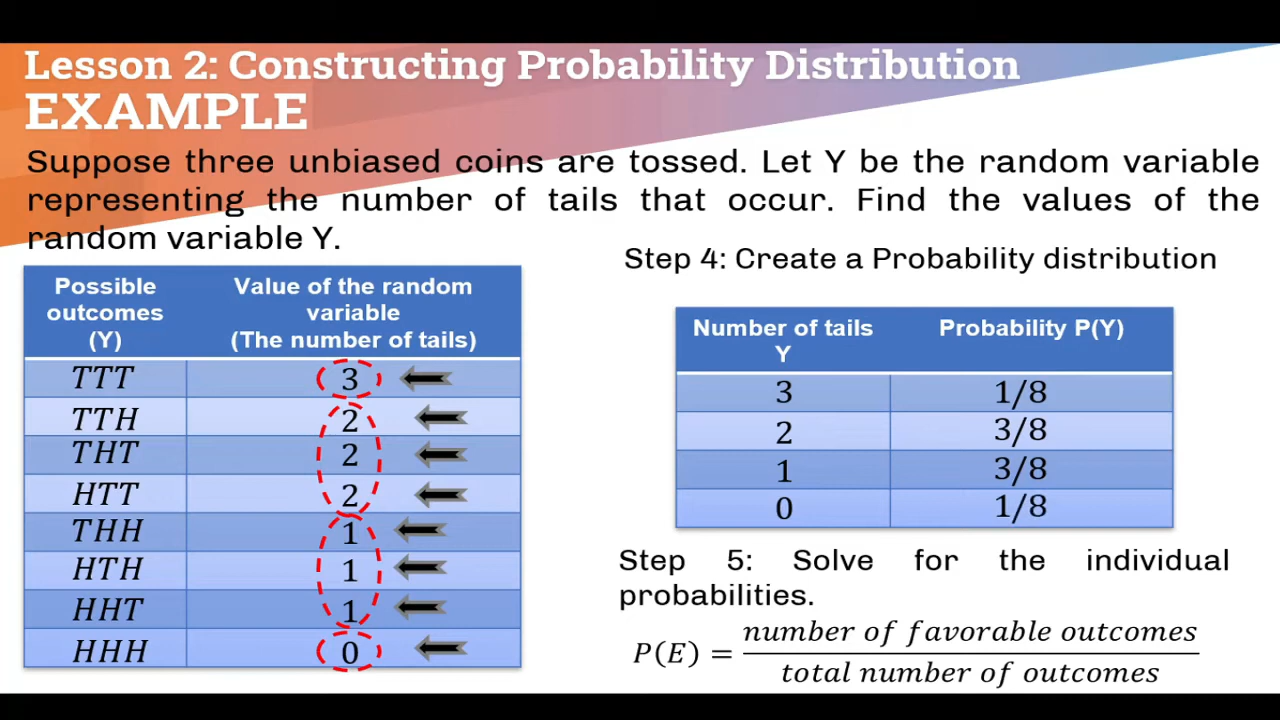 Lesson 2: Constructing Probability Distribution
EXAMPLE
Suppose three unbiased coins are tossed. Let Y be the random variable
representing the number of tails that occur. Find the values of the
random variable Y.
Possible outcomes (Y)
Value of the random variable (The number of tails)
TTT 3
TTH 2
THT 2
HTT 2
THH 1
HTH 1
HHT 1
HHH 0
Step 4: Create a Probability distribution
Number of tails Y
Probability P(Y)
3 1/8
2 3/8
1 3/8
0 1/8
Step 5: Solve for the individual
probabilities.
P(E) = number of favorable outcomes / total number of outcomes